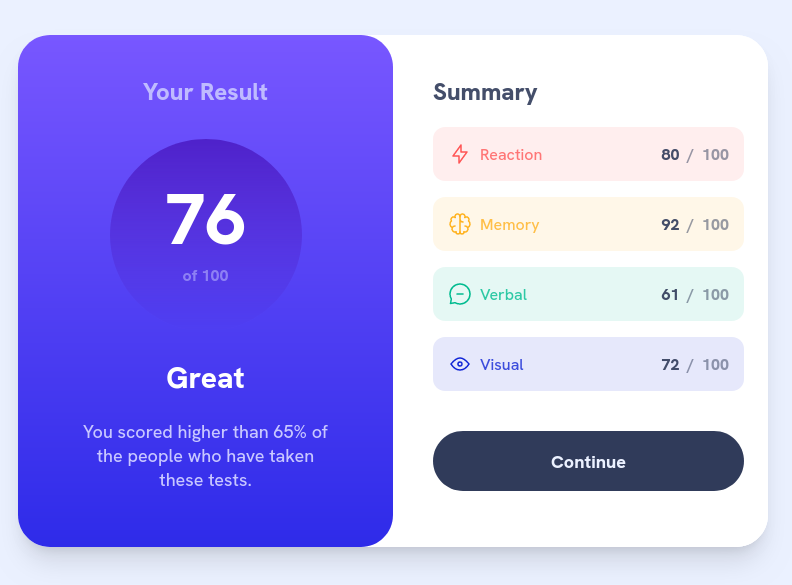 Your Result
76
of 100
Great
You scored higher than 65% of
the people who have taken
these tests.
Summary
Reaction 80 / 100
Memory 92 / 100
Verbal 61 / 100
Visual 72 / 100
Continue